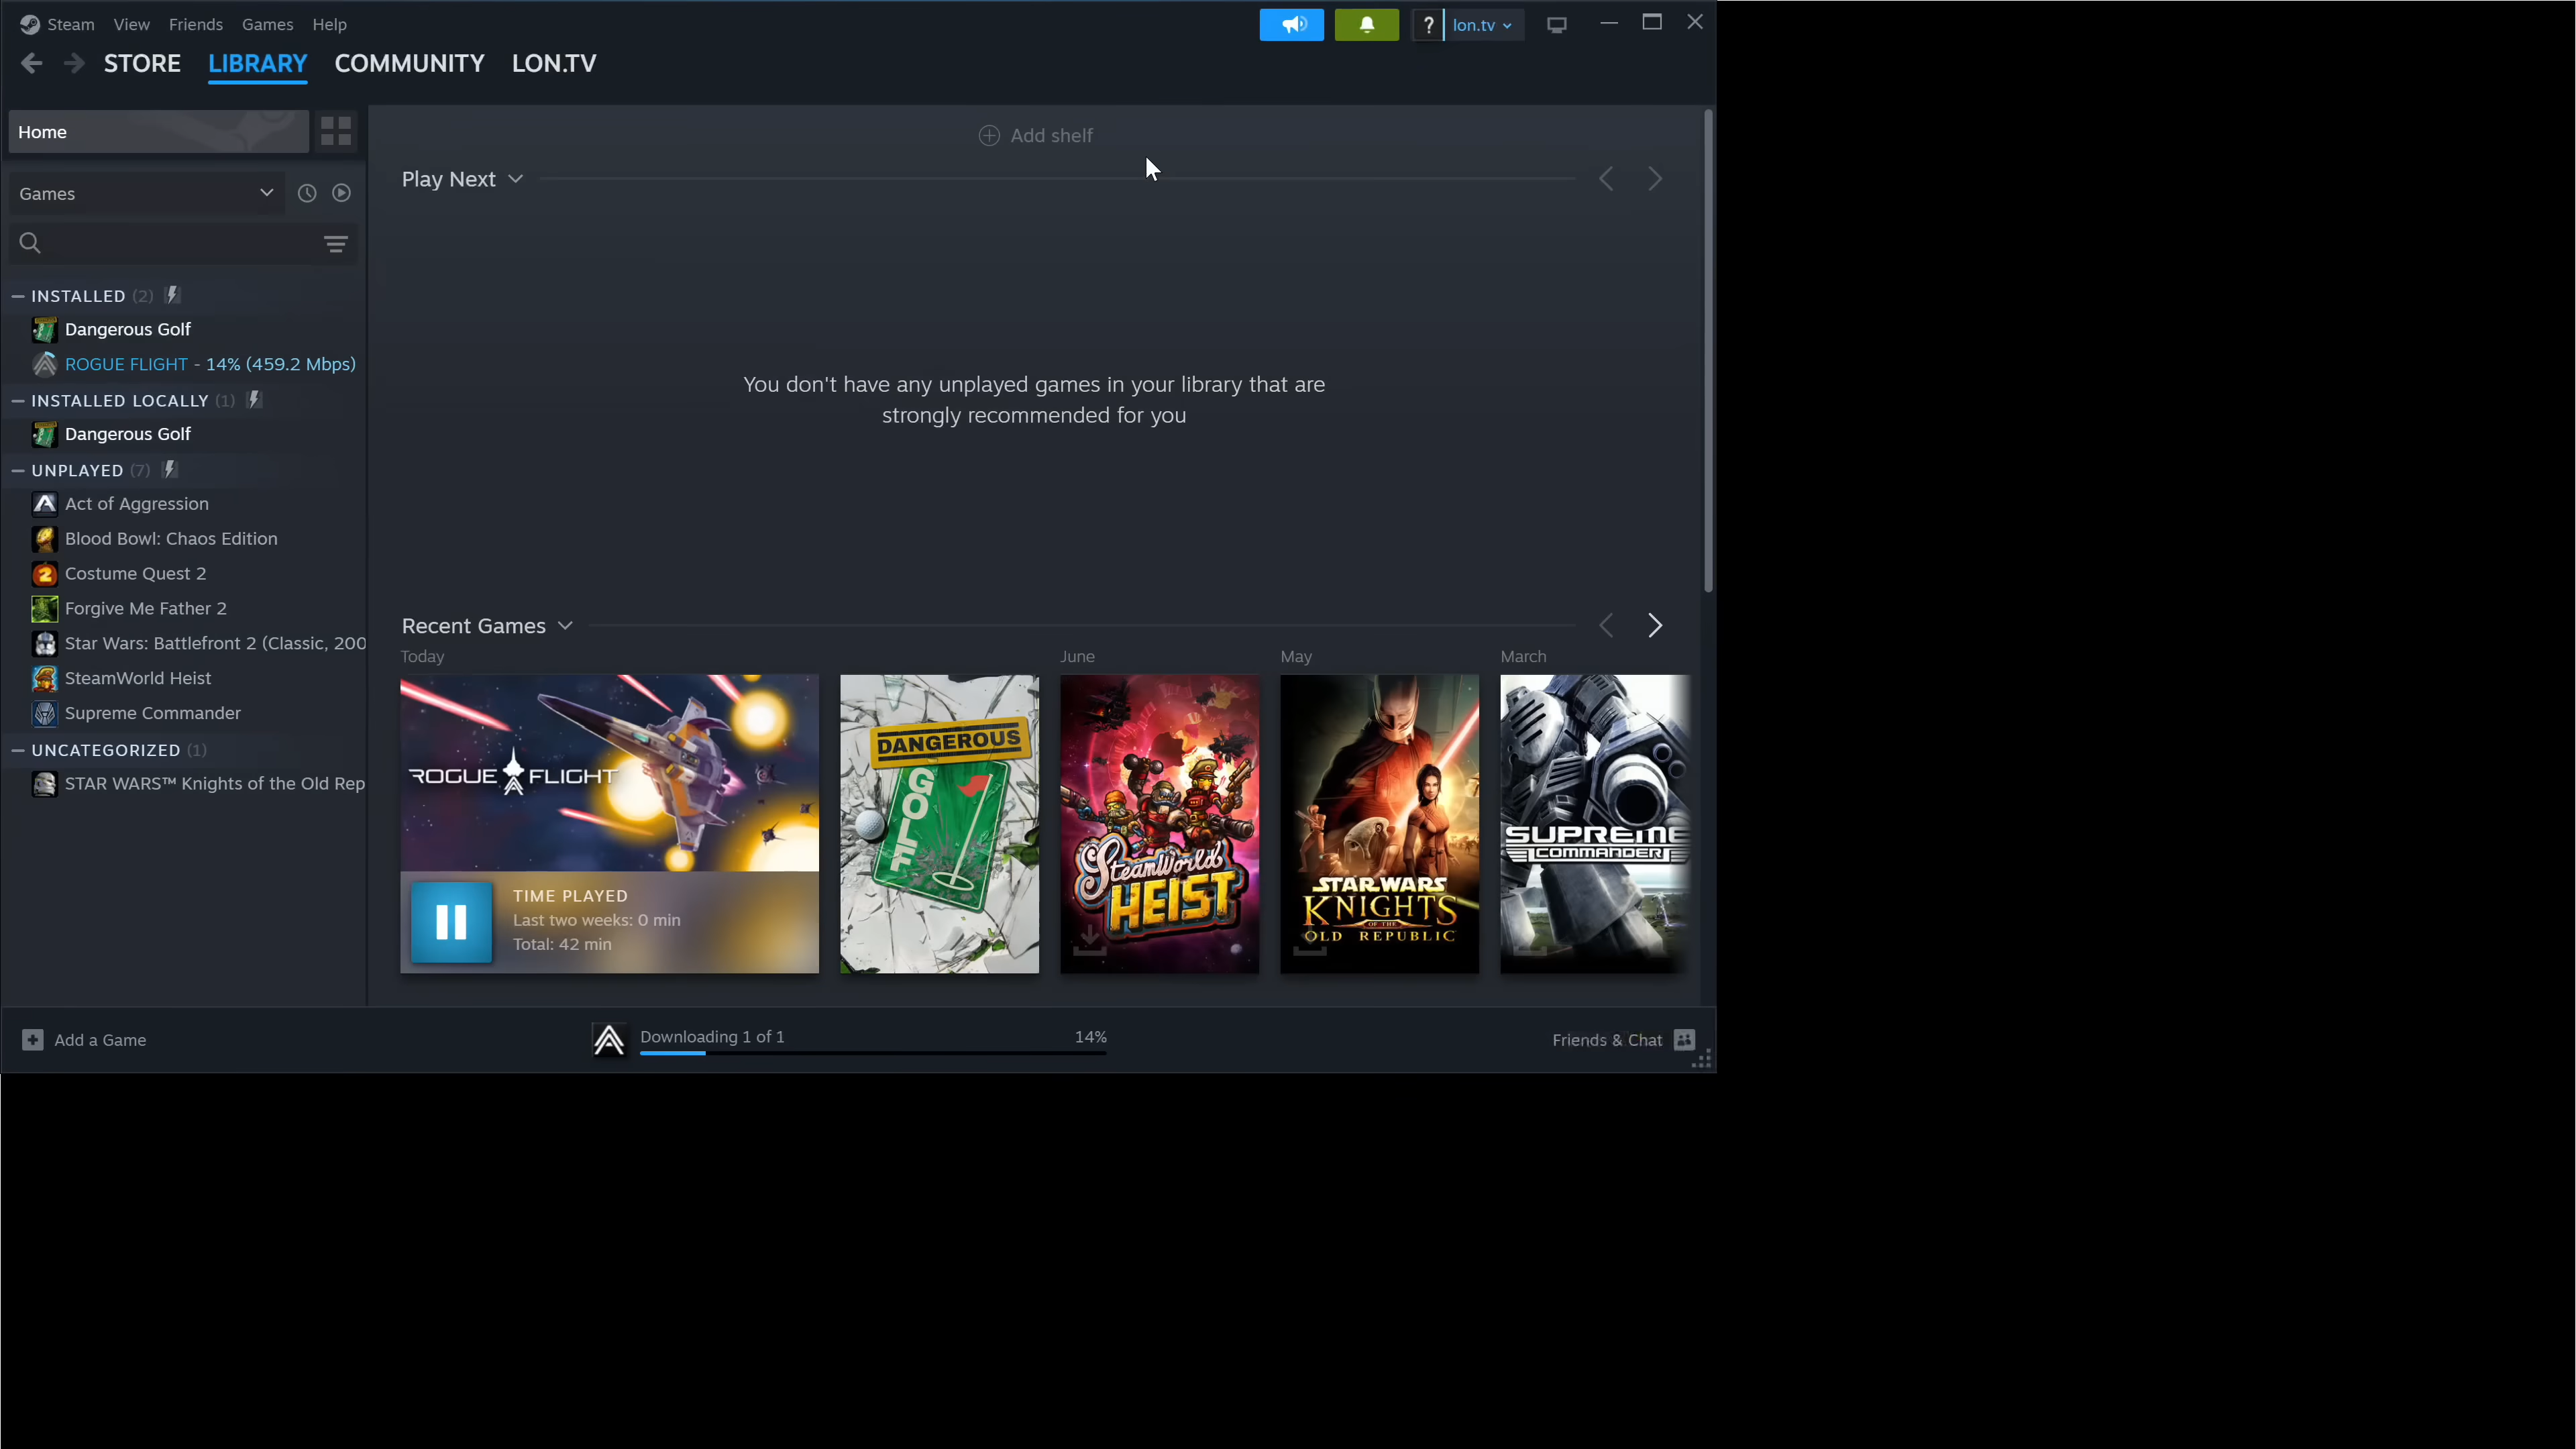 Steam View Friends Games Help
? lon.tv
STORE LIBRARY COMMUNITY LON.TV
Home
Add shelf
Play Next
Games
INSTALLED (2)
Dangerous Golf
ROGUE FLIGHT - 14% (459.2 Mbps)
INSTALLED LOCALLY (1)
Dangerous Golf
UNPLAYED (7)
Act of Aggression
Blood Bowl: Chaos Edition
Costume Quest 2
Forgive Me Father 2
Star Wars: Battlefront 2 (Classic, 200
SteamWorld Heist
Supreme Commander
UNCATEGORIZED (1)
STAR WARS™ Knights of the Old Rep
You don't have any unplayed games in your library that are
strongly recommended for you
Recent Games
Today
June
May
March
ROGUE FLIGHT
TIME PLAYED
Last two weeks: 0 min
Total: 42 min
DANGEROUS
GOLF
SteamWorld
HEIST
STAR WARS
KNIGHTS
OF THE
OLD REPUBLIC
SUPREME
COMMANDER
Add a Game
Downloading 1 of 1
14%
Friends & Chat